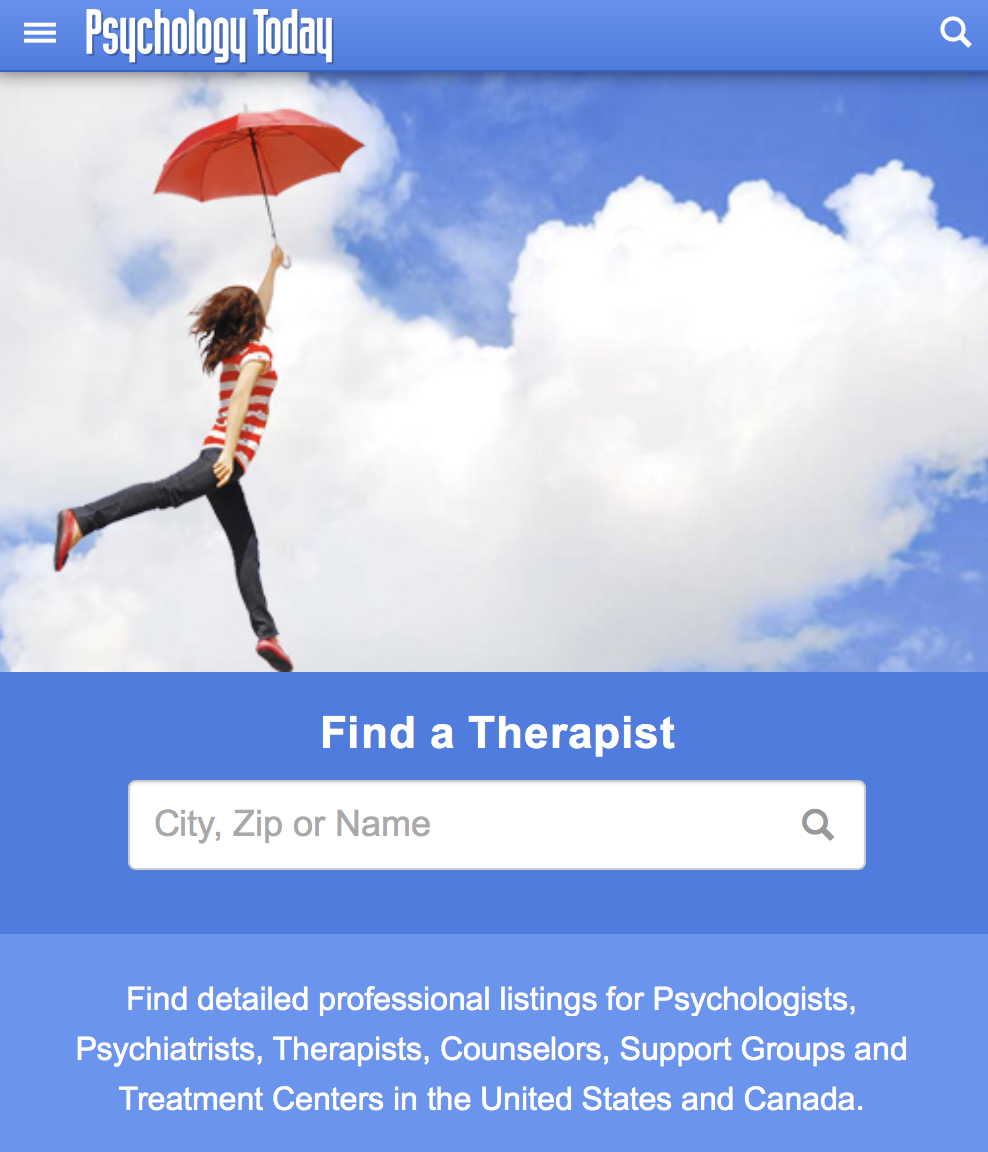 Psychology Today
Find a Therapist
City, Zip or Name
Find detailed professional listings for Psychologists,
Psychiatrists, Therapists, Counselors, Support Groups and
Treatment Centers in the United States and Canada.